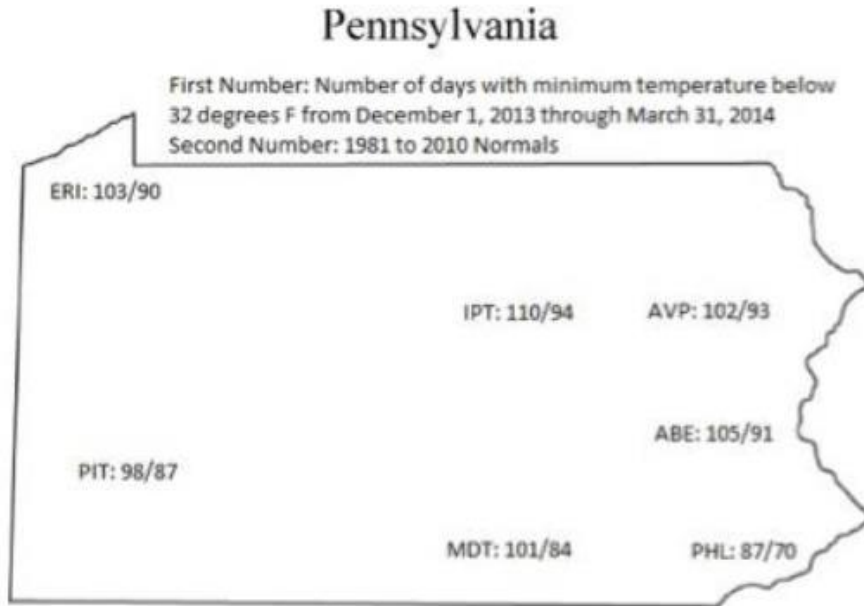 Pennsylvania
First Number: Number of days with minimum temperature below
32 degrees F from December 1, 2013 through March 31, 2014
Second Number: 1981 to 2010 Normals
ERI: 103/90
IPT: 110/94
AVP: 102/93
ABE: 105/91
PIT: 98/87
MDT: 101/84
PHL: 87/70